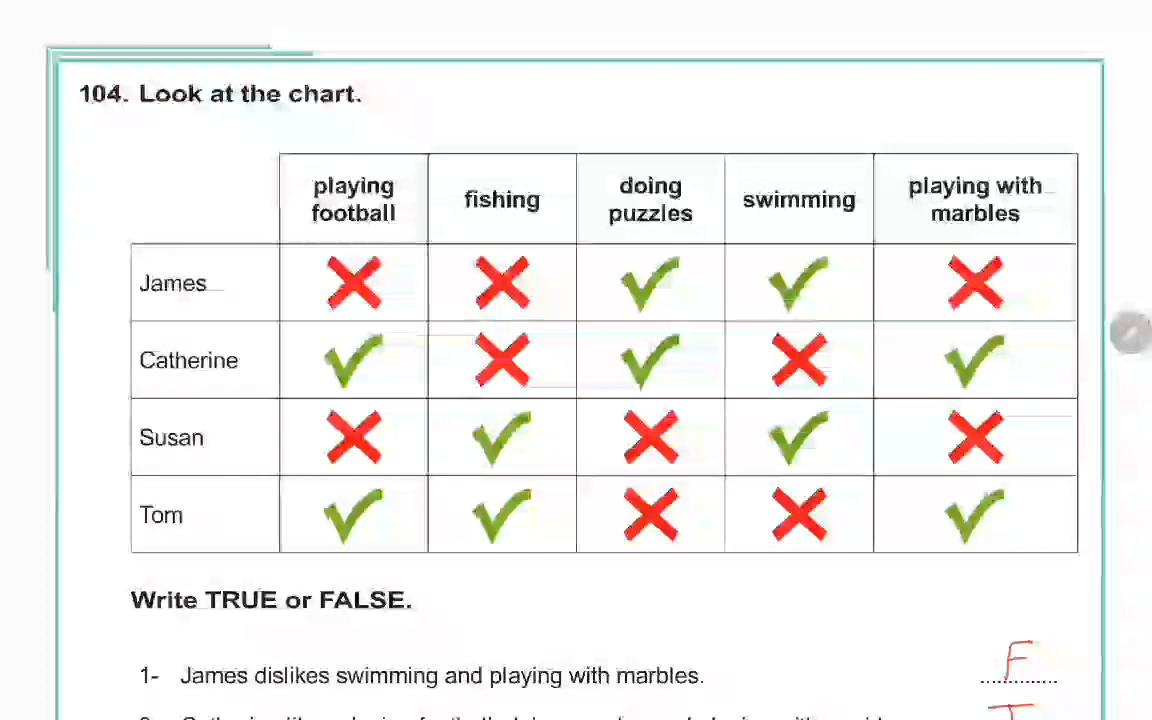 104. Look at the chart.
playing football fishing doing puzzles swimming playing with marbles
James
Catherine
Susan
Tom
Write TRUE or FALSE.
1- James dislikes swimming and playing with marbles. F